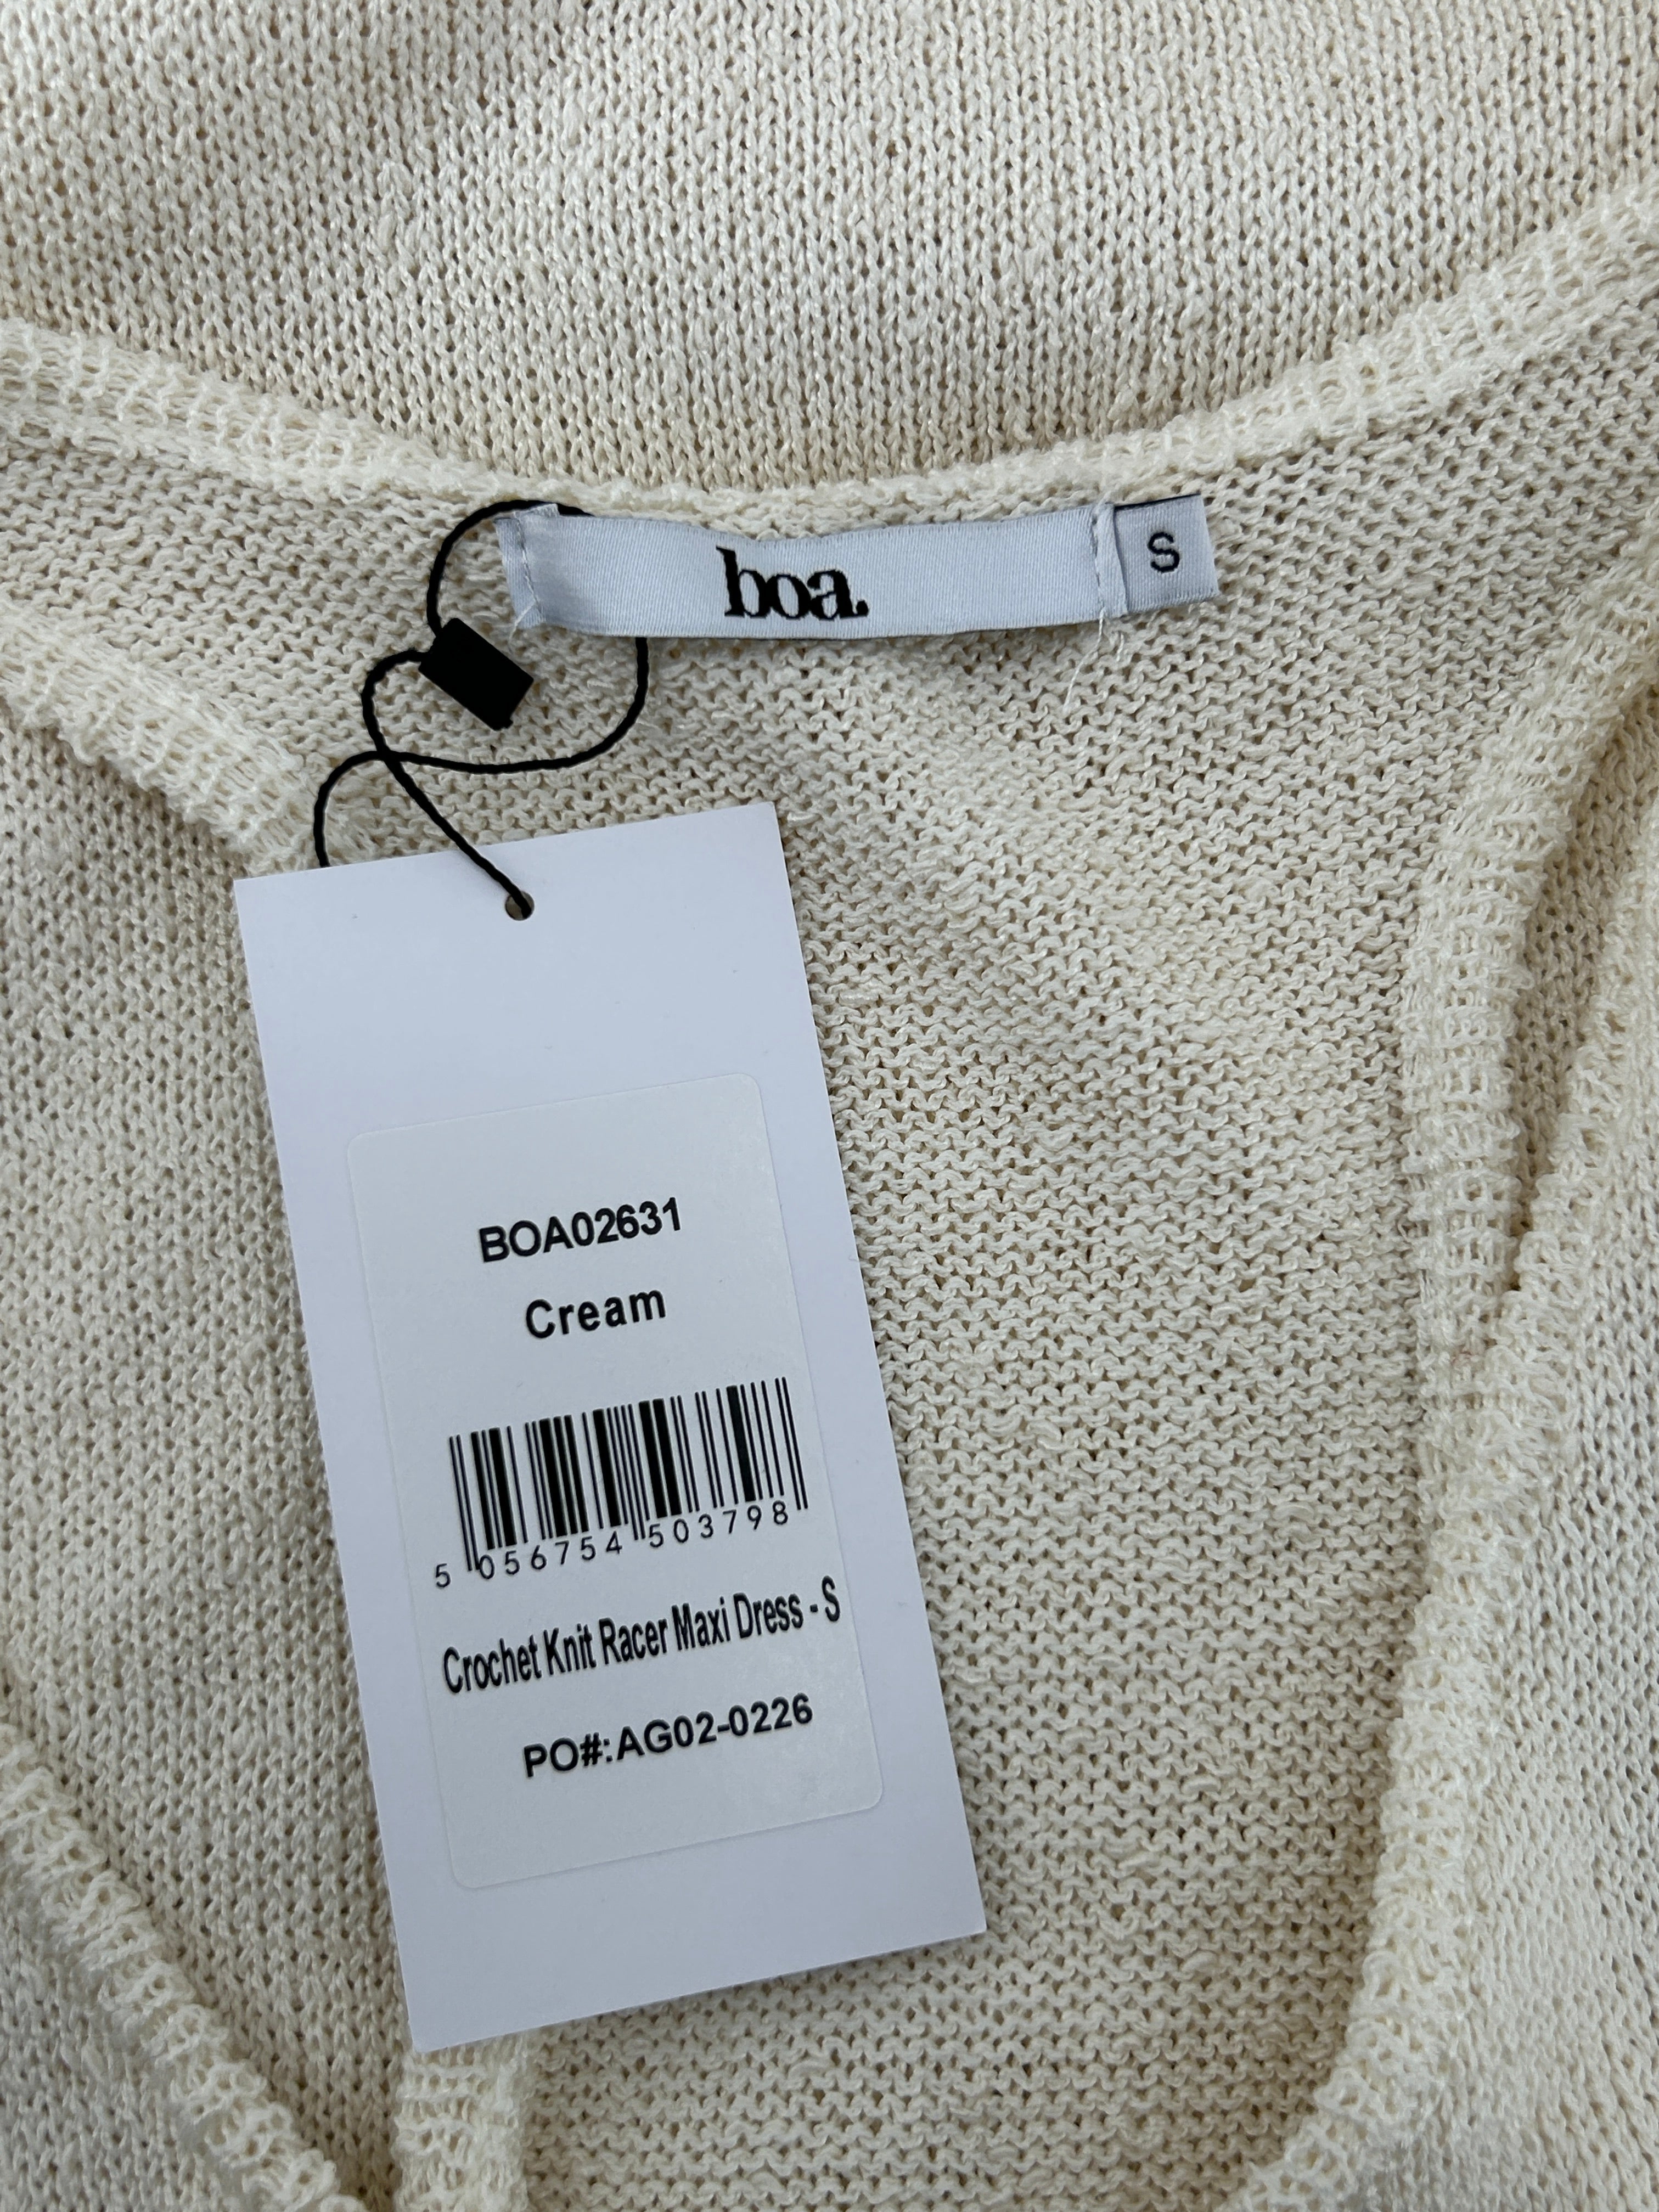 boa.
S
BOA02631
Cream
5 056754 503798
Crochet Knit Racer Maxi Dress - S
PO#:AG02-0226